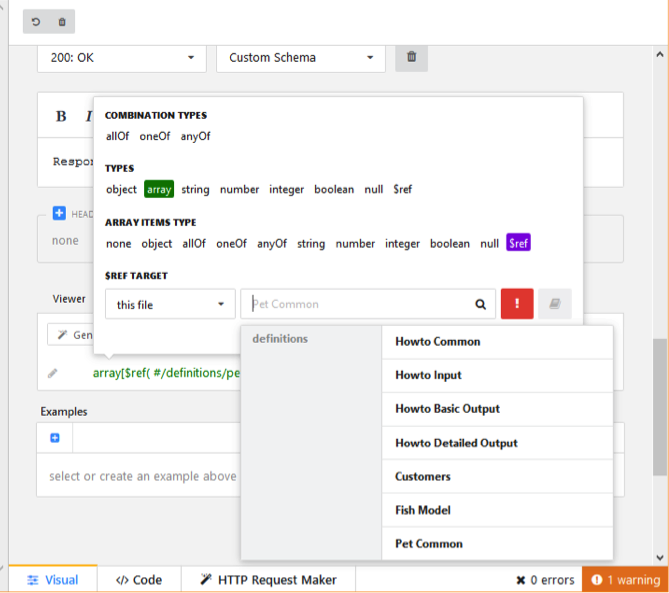 200: OK
Custom Schema
B I
COMBINATION TYPES
allOf oneOf anyOf
Respor
TYPES
object array string number integer boolean null $ref
HEAD
none
ARRAY ITEMS TYPE
none object allOf oneOf anyOf string number integer boolean null $ref
$REF TARGET
this file
Pet Common
!
Viewer
Gen
array[$ref( #/definitions/pe
definitions
Howto Common
Howto Input
Howto Basic Output
Howto Detailed Output
Customers
Fish Model
Pet Common
Examples
select or create an example above
Visual
</> Code
HTTP Request Maker
0 errors
1 warning